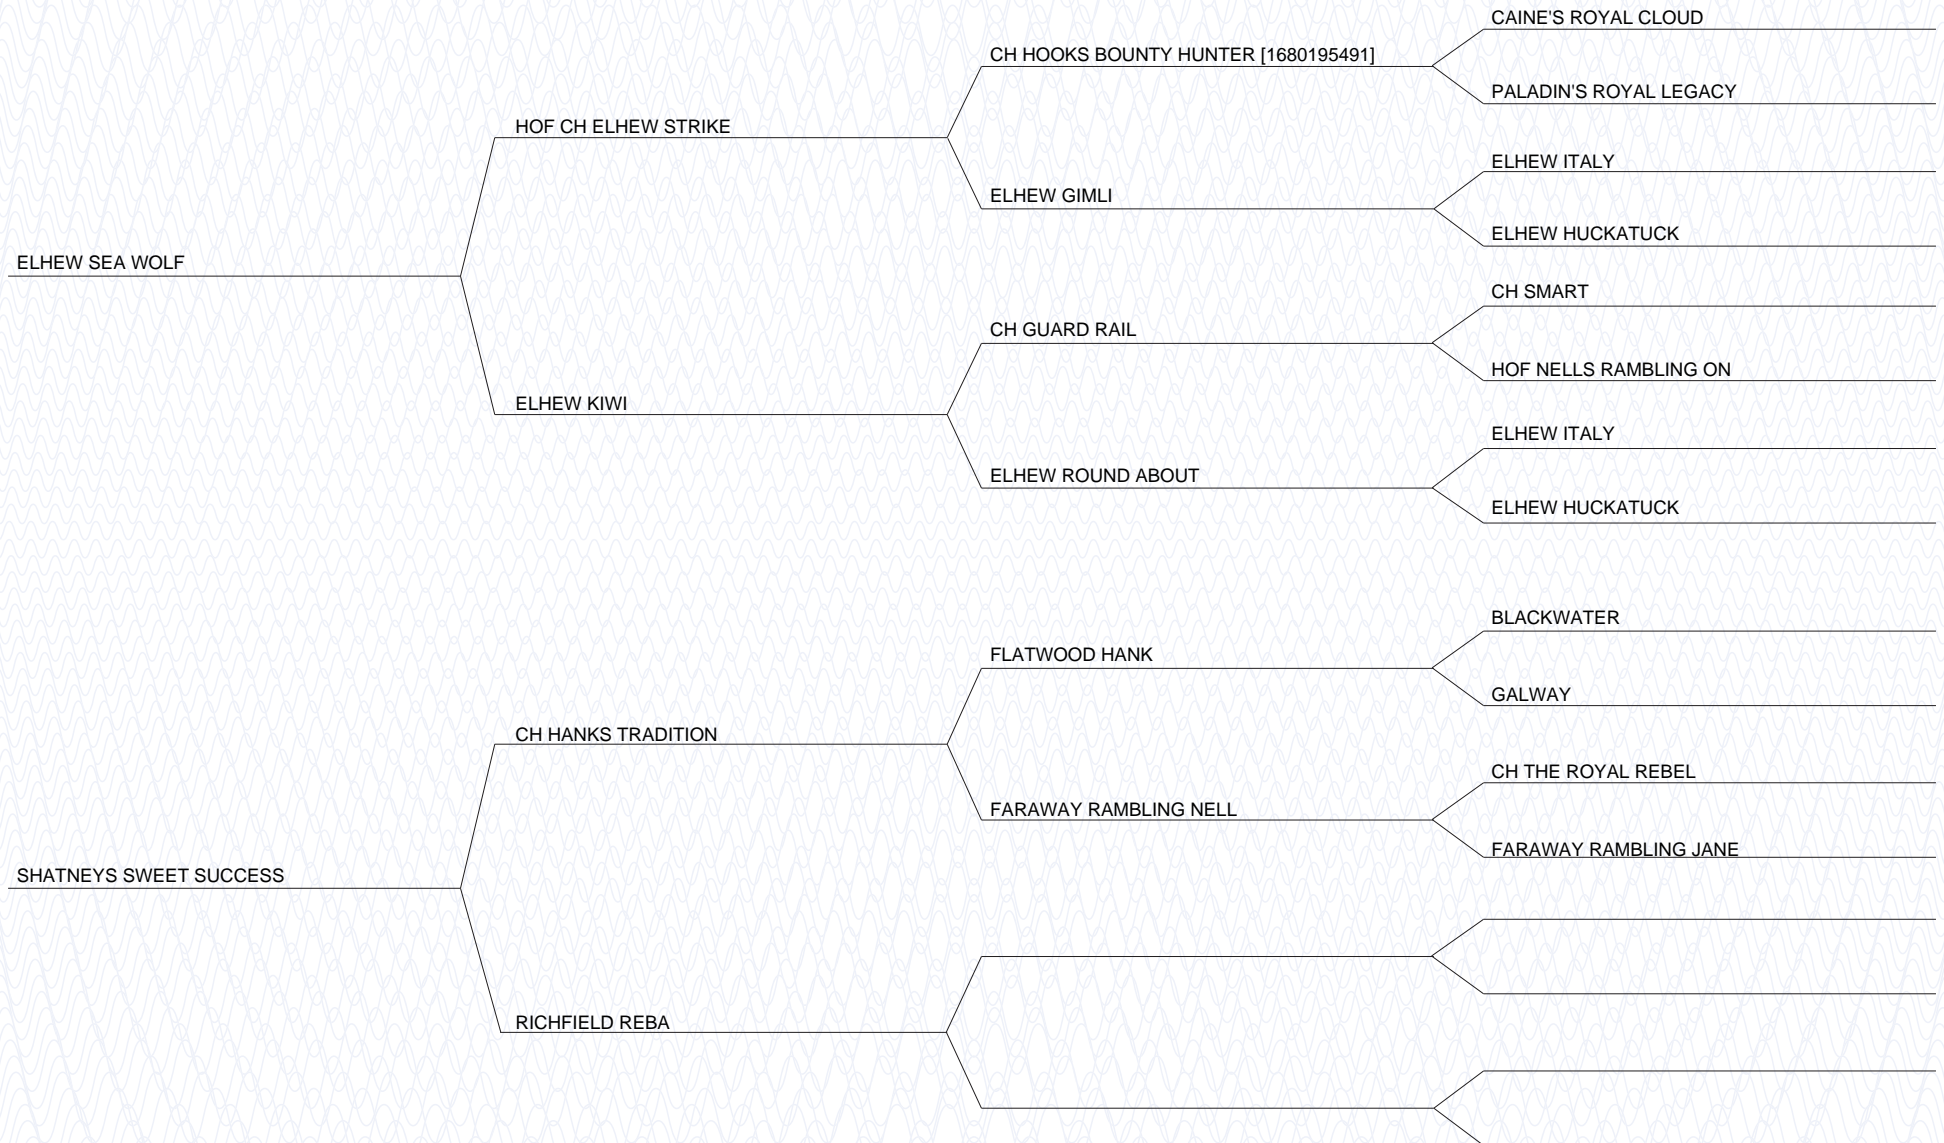 CAINE'S ROYAL CLOUD
CH HOOKS BOUNTY HUNTER [1680195491]
PALADIN'S ROYAL LEGACY
HOF CH ELHEW STRIKE
ELHEW ITALY
ELHEW GIMLI
ELHEW HUCKATUCK
ELHEW SEA WOLF
CH SMART
CH GUARD RAIL
HOF NELLS RAMBLING ON
ELHEW KIWI
ELHEW ITALY
ELHEW ROUND ABOUT
ELHEW HUCKATUCK
BLACKWATER
FLATWOOD HANK
GALWAY
CH HANKS TRADITION
CH THE ROYAL REBEL
FARAWAY RAMBLING NELL
FARAWAY RAMBLING JANE
SHATNEYS SWEET SUCCESS
RICHFIELD REBA